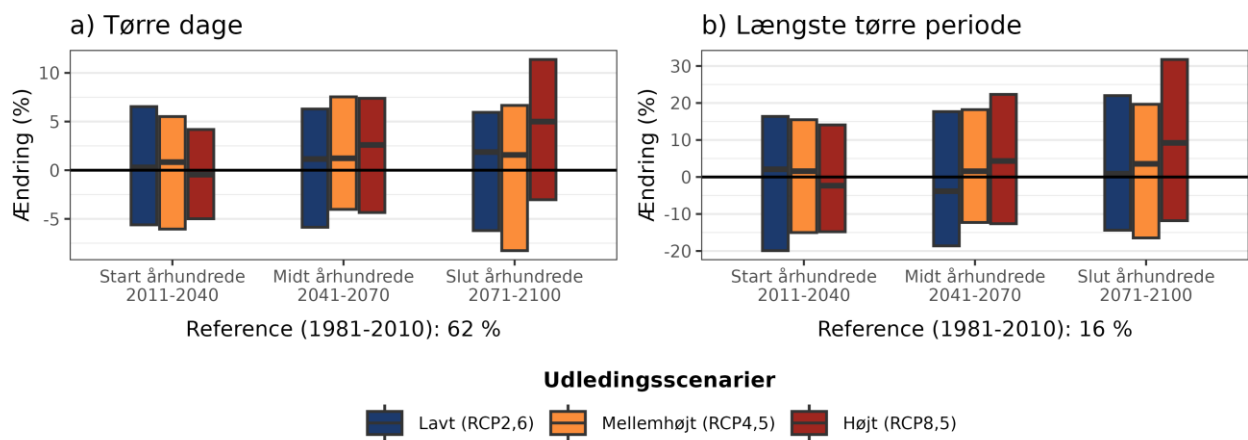 a) Tørre dage
Ændring (%)
10
5
0
-5
Start århundrede
2011-2040
Midt århundrede
2041-2070
Slut århundrede
2071-2100
Reference (1981-2010): 62 %
b) Længste tørre periode
Ændring (%)
30
20
10
0
-10
-20
Start århundrede
2011-2040
Midt århundrede
2041-2070
Slut århundrede
2071-2100
Reference (1981-2010): 16 %
Udledingsscenarier
Lavt (RCP2,6)
Mellemhøjt (RCP4,5)
Højt (RCP8,5)